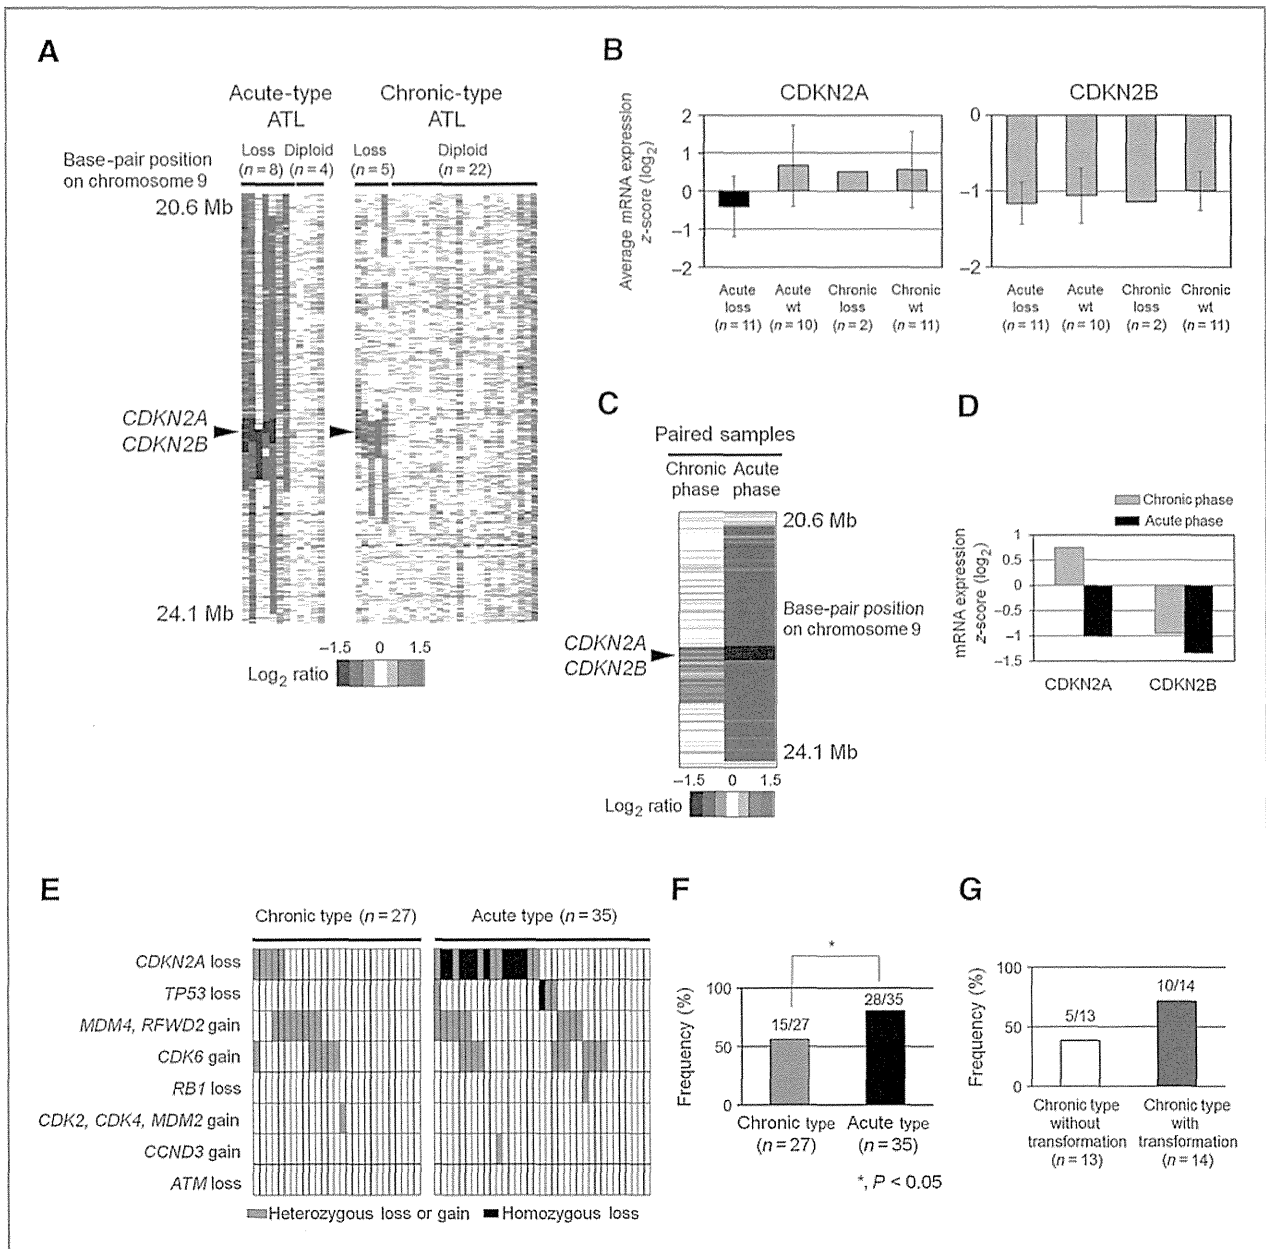 A
Acute-type
ATL
Chronic-type
ATL
Base-pair position
on chromosome 9
Loss
(n = 8)
Diploid
(n = 4)
Loss
(n = 5)
Diploid
(n = 22)
20.6 Mb
CDKN2A
CDKN2B
24.1 Mb
–1.5 0 1.5
Log2 ratio
B
CDKN2A
CDKN2B
Average mRNA expression
z-score (log2)
2
1
0
–1
–2
Acute
loss
(n = 11)
Acute
wt
(n = 10)
Chronic
loss
(n = 2)
Chronic
wt
(n = 11)
0
–1
–2
Acute
loss
(n = 11)
Acute
wt
(n = 10)
Chronic
loss
(n = 2)
Chronic
wt
(n = 11)
C
Paired samples
Chronic
phase
Acute
phase
20.6 Mb
Base-pair position
on chromosome 9
CDKN2A
CDKN2B
24.1 Mb
–1.5 0 1.5
Log2 ratio
D
Chronic phase
Acute phase
mRNA expression
z-score (log2)
1
0.5
0
–0.5
–1
–1.5
CDKN2A
CDKN2B
E
Chronic type (n = 27)
Acute type (n = 35)
CDKN2A loss
TP53 loss
MDM4, RFWD2 gain
CDK6 gain
RB1 loss
CDK2, CDK4, MDM2 gain
CCND3 gain
ATM loss
Heterozygous loss or gain
Homozygous loss
F
*
Frequency (%)
100
50
0
15/27
28/35
Chronic type
(n = 27)
Acute type
(n = 35)
*, P < 0.05
G
Frequency (%)
100
50
0
5/13
10/14
Chronic type
without
transformation
(n = 13)
Chronic type
with
transformation
(n = 14)